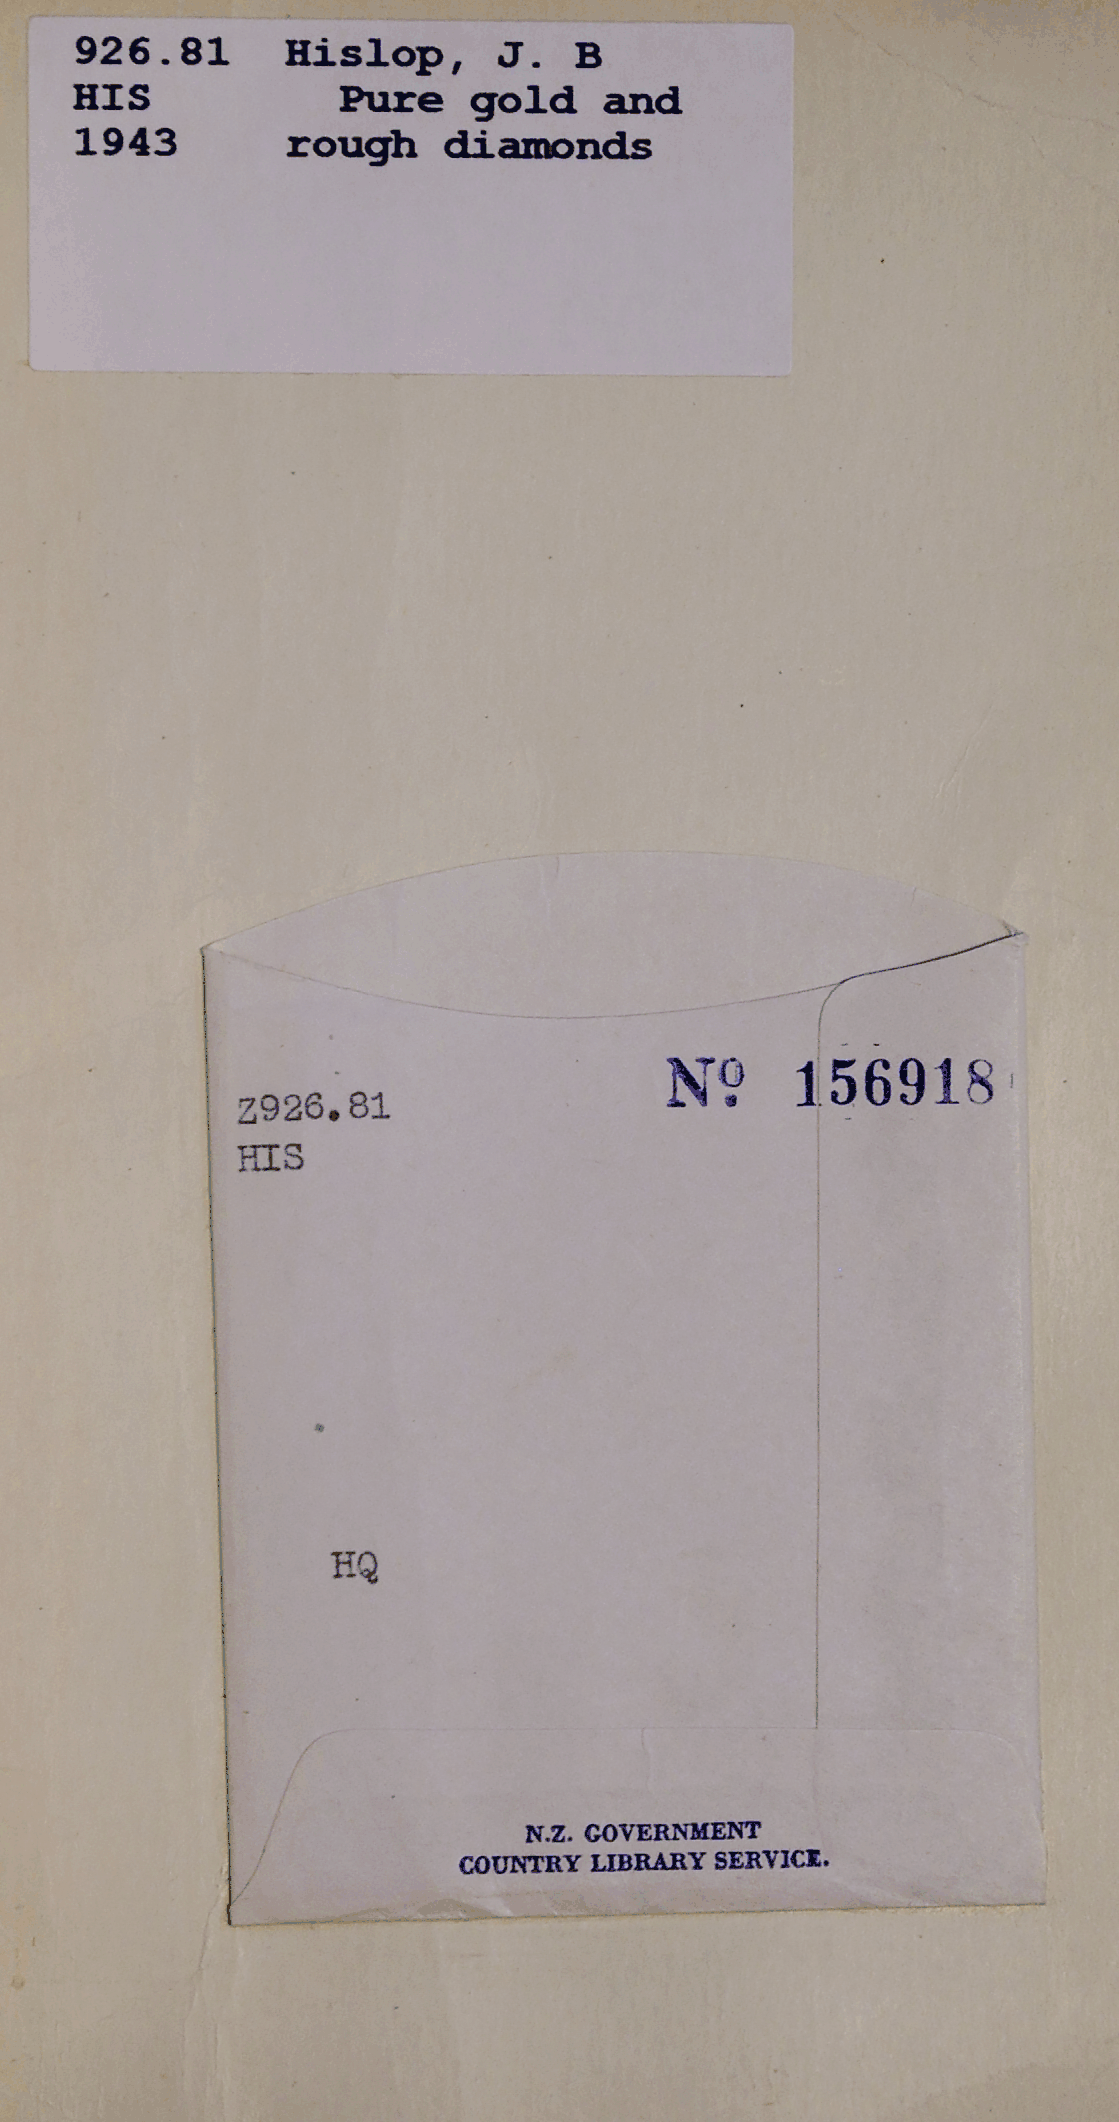 926.81 Hislop, J. B
HIS Pure gold and
1943 rough diamonds
Nº 156918
Z926.81
HIS
HQ
N.Z. GOVERNMENT
COUNTRY LIBRARY SERVICE.